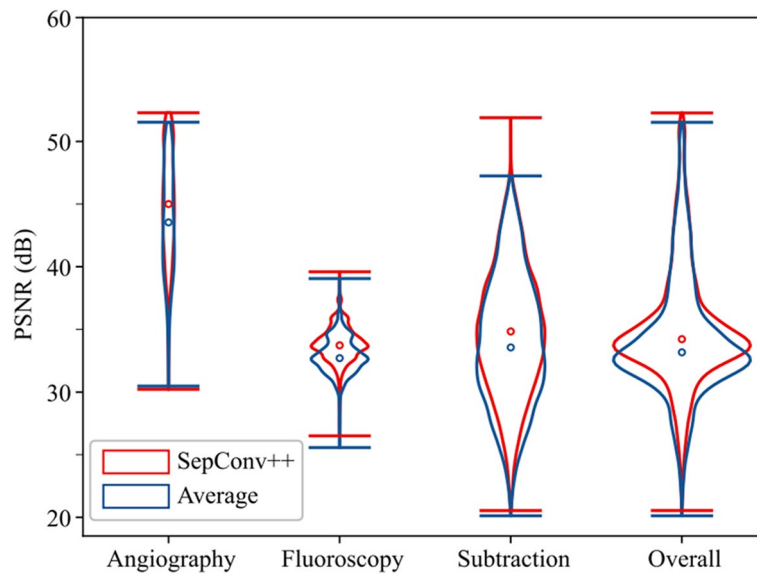 60
50
40
30
20
PSNR (dB)
SepConv++
Average
Angiography Fluoroscopy Subtraction Overall